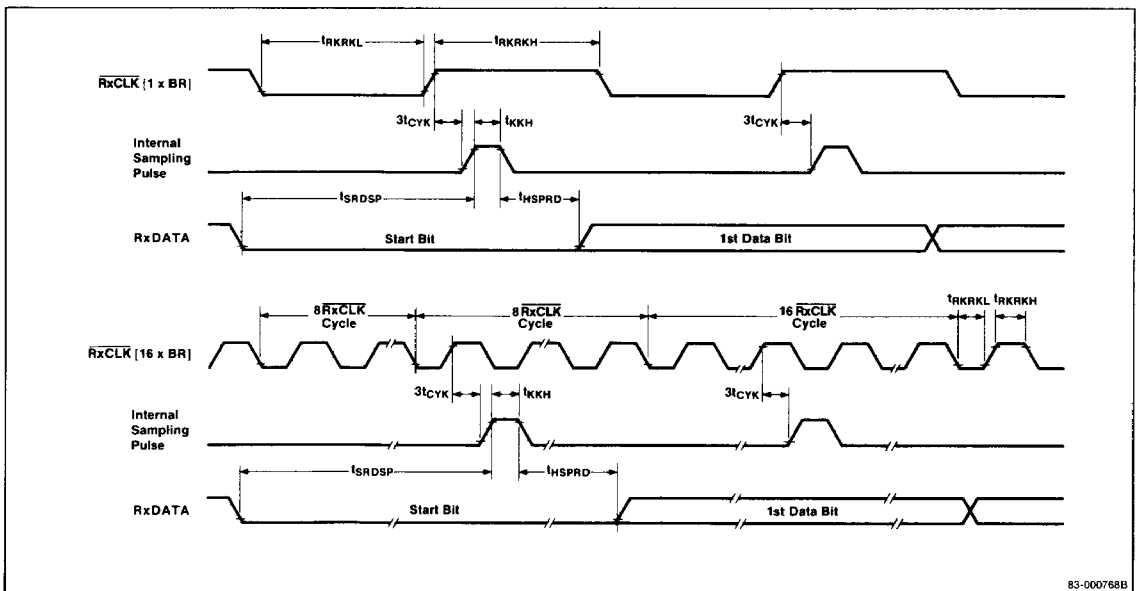 tRKRKL
tRKRKH
RxCLK [1 x BR]
3tCYK
tKKH
3tCYK
Internal
Sampling
Pulse
tSRDSP
tHSPRD
RxDATA
Start Bit
1st Data Bit
8 RxCLK
Cycle
8 RxCLK
Cycle
16 RxCLK
Cycle
tRKRKL
tRKRKH
RxCLK [16 x BR]
3tCYK
tKKH
3tCYK
Internal
Sampling
Pulse
tSRDSP
tHSPRD
RxDATA
Start Bit
1st Data Bit
83-000768B